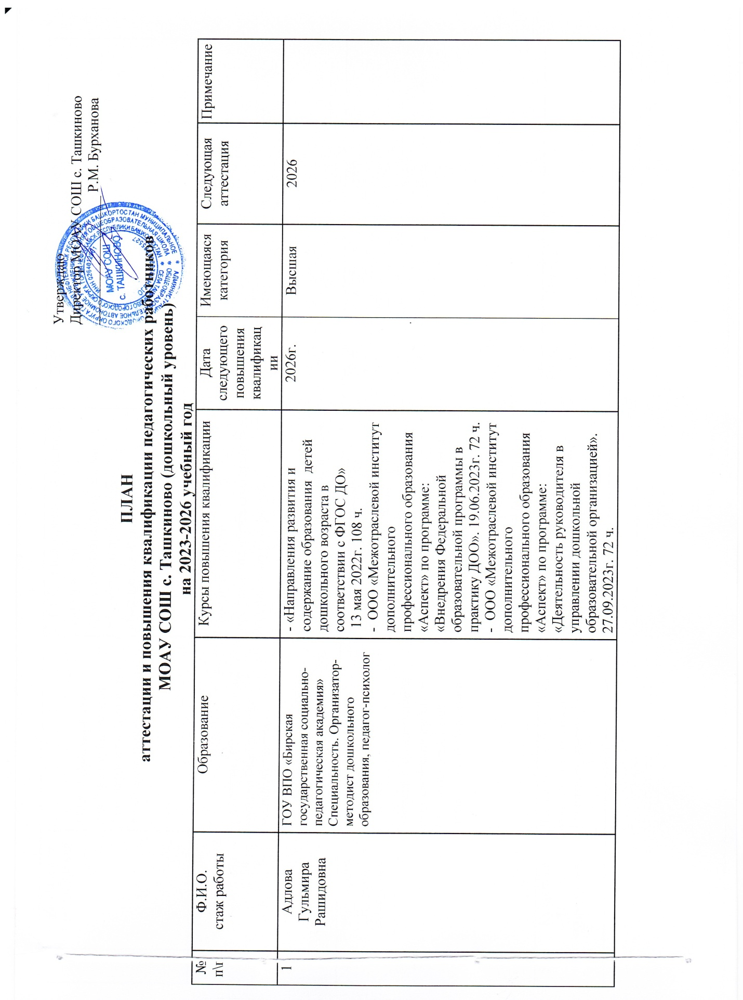 Утверждаю
Директор МОАУ СОШ с. Ташкиново
Р.М. Бурханова
МОАУ СОШ
с. ТАШКИНОВО
ПЛАН
аттестации и повышения квалификации педагогических работников
МОАУ СОШ с. Ташкиново (дошкольный уровень)
на 2023-2026 учебный год
№
п\п
Ф.И.О.
стаж работы
Образование
Курсы повышения квалификации
Дата
следующего
повышения
квалификац
ии
Имеющаяся
категория
Следующая
аттестация
Примечание
1
Адлова
Гульмира
Рашидовна
ГОУ ВПО «Бирская
государственная социально-
педагогическая академия»
Специальность. Организатор-
методист дошкольного
образования, педагог-психолог
- «Направления развития и
содержание образования детей
дошкольного возраста в
соответствии с ФГОС ДО»
13 мая 2022г. 108 ч.
- ООО «Межотраслевой институт
дополнительного
профессионального образования
«Аспект» по программе:
«Внедрения Федеральной
образовательной программы в
практику ДОО». 19.06.2023г. 72 ч.
- ООО «Межотраслевой институт
дополнительного
профессионального образования
«Аспект» по программе:
«Деятельность руководителя в
управлении дошкольной
образовательной организацией».
27.09.2023г. 72 ч.
2026г.
Высшая
2026